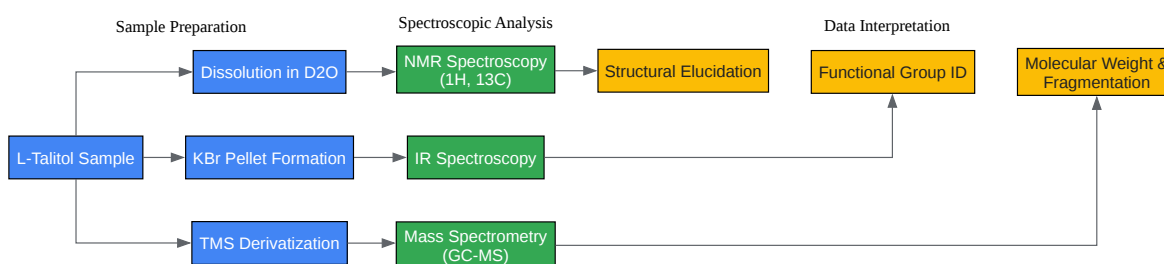 Sample Preparation
Spectroscopic Analysis
Data Interpretation
Dissolution in D2O
NMR Spectroscopy
(1H, 13C)
Structural Elucidation
Functional Group ID
Molecular Weight &
Fragmentation
L-Talitol Sample
KBr Pellet Formation
IR Spectroscopy
TMS Derivatization
Mass Spectrometry
(GC-MS)